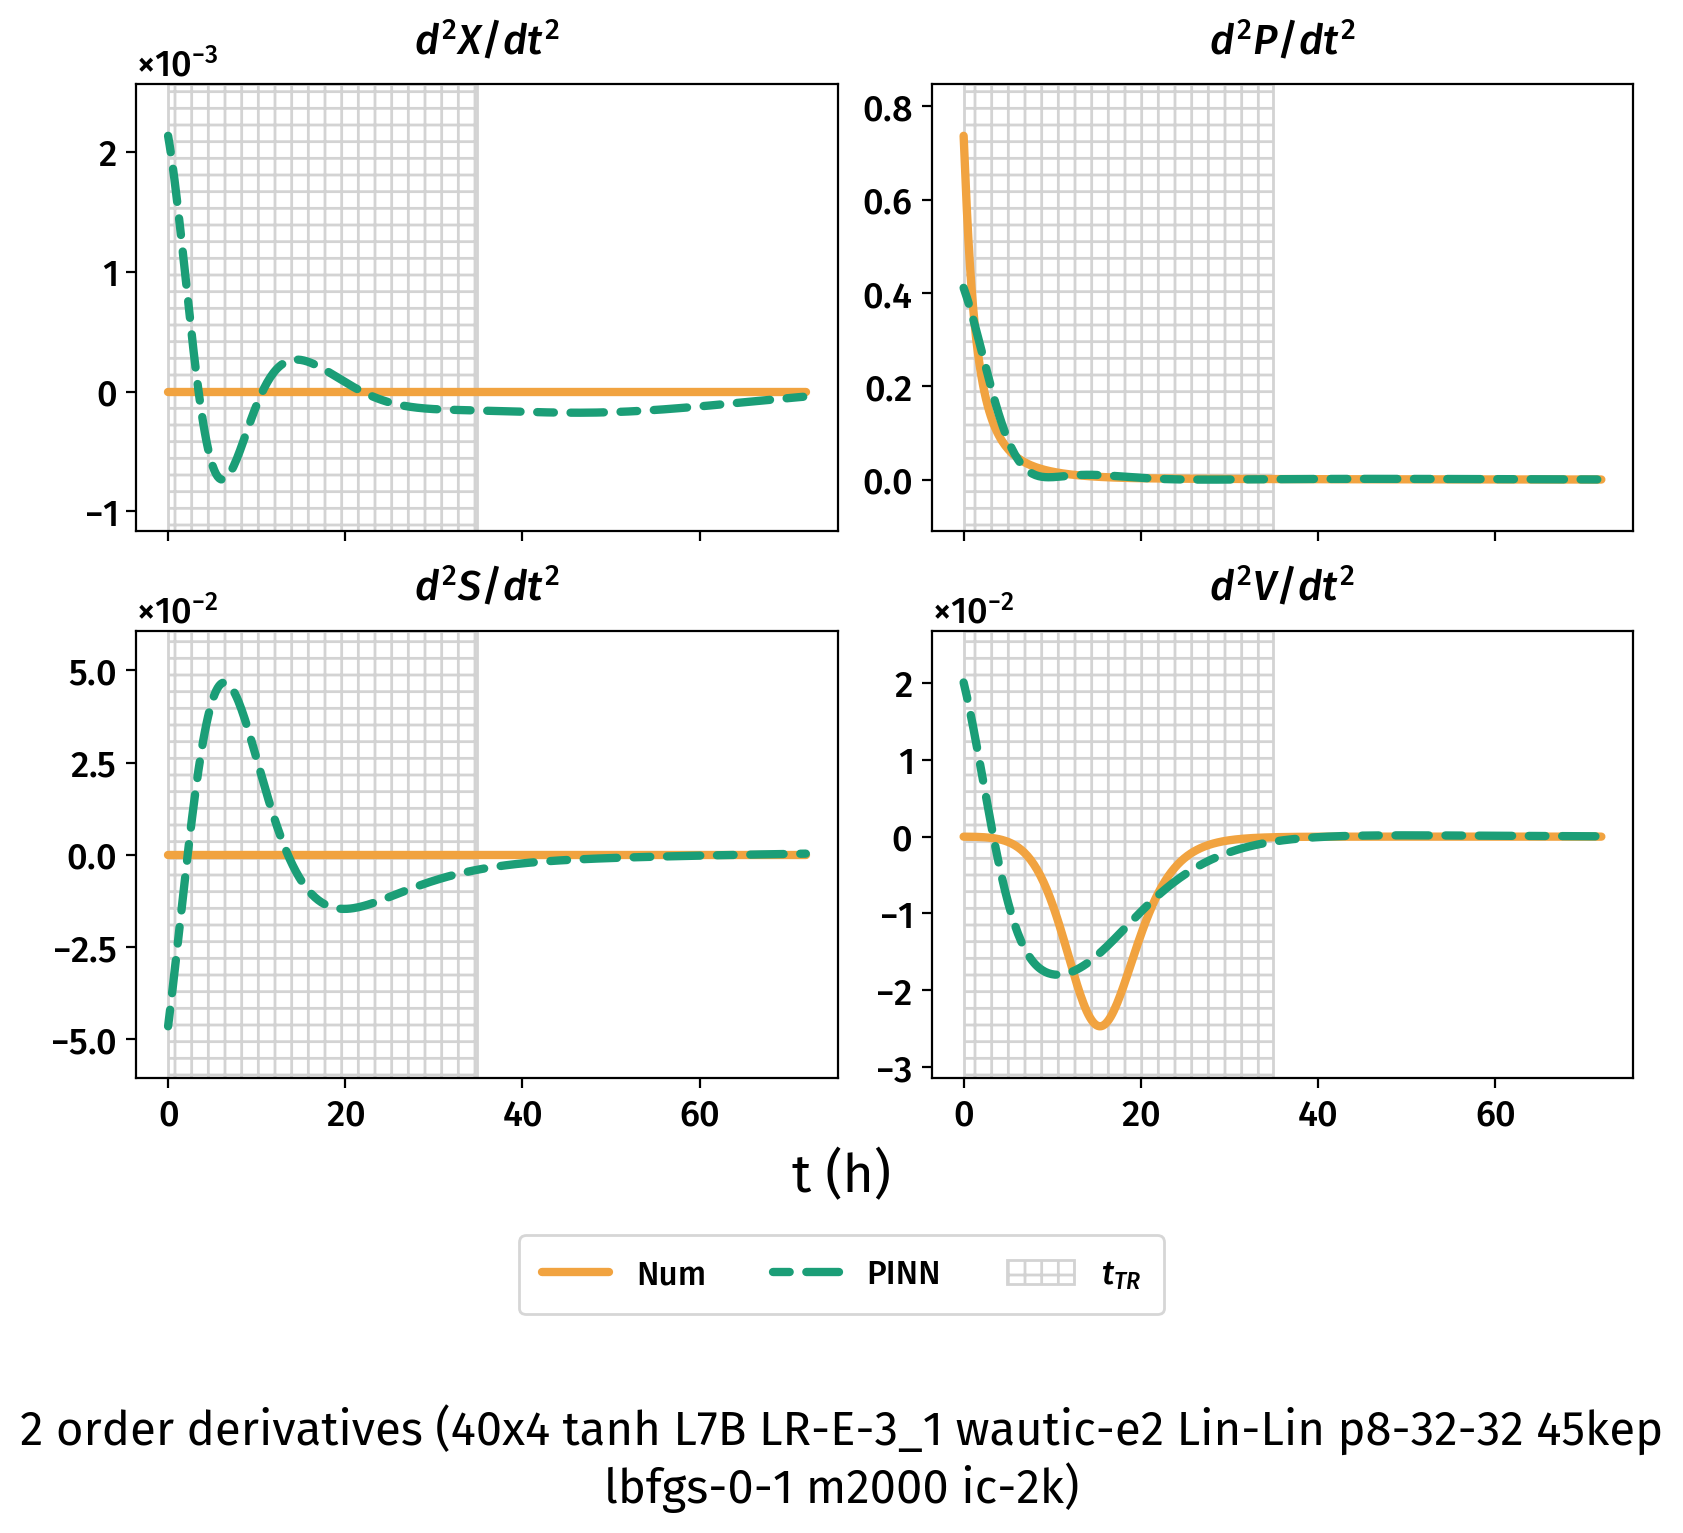 d²X/dt²
×10⁻³
2
1
0
−1
d²P/dt²
0.8
0.6
0.4
0.2
0.0
d²S/dt²
×10⁻²
5.0
2.5
0.0
−2.5
−5.0
0 20 40 60
d²V/dt²
×10⁻²
2
1
0
−1
−2
−3
0 20 40 60
t (h)
Num PINN t_TR
2 order derivatives (40x4 tanh L7B LR-E-3_1 wautic-e2 Lin-Lin p8-32-32 45kep
lbfgs-0-1 m2000 ic-2k)